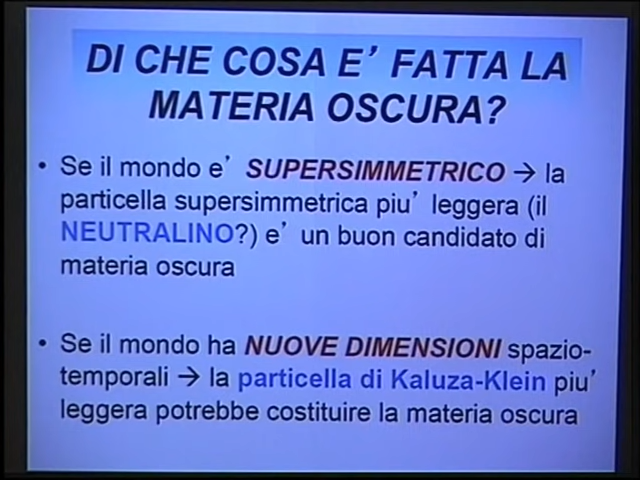 DI CHE COSA E' FATTA LA
MATERIA OSCURA?
• Se il mondo e' SUPERSIMMETRICO → la
particella supersimmetrica piu' leggera (il
NEUTRALINO?) e' un buon candidato di
materia oscura
• Se il mondo ha NUOVE DIMENSIONI spazio-
temporali → la particella di Kaluza-Klein piu'
leggera potrebbe costituire la materia oscura